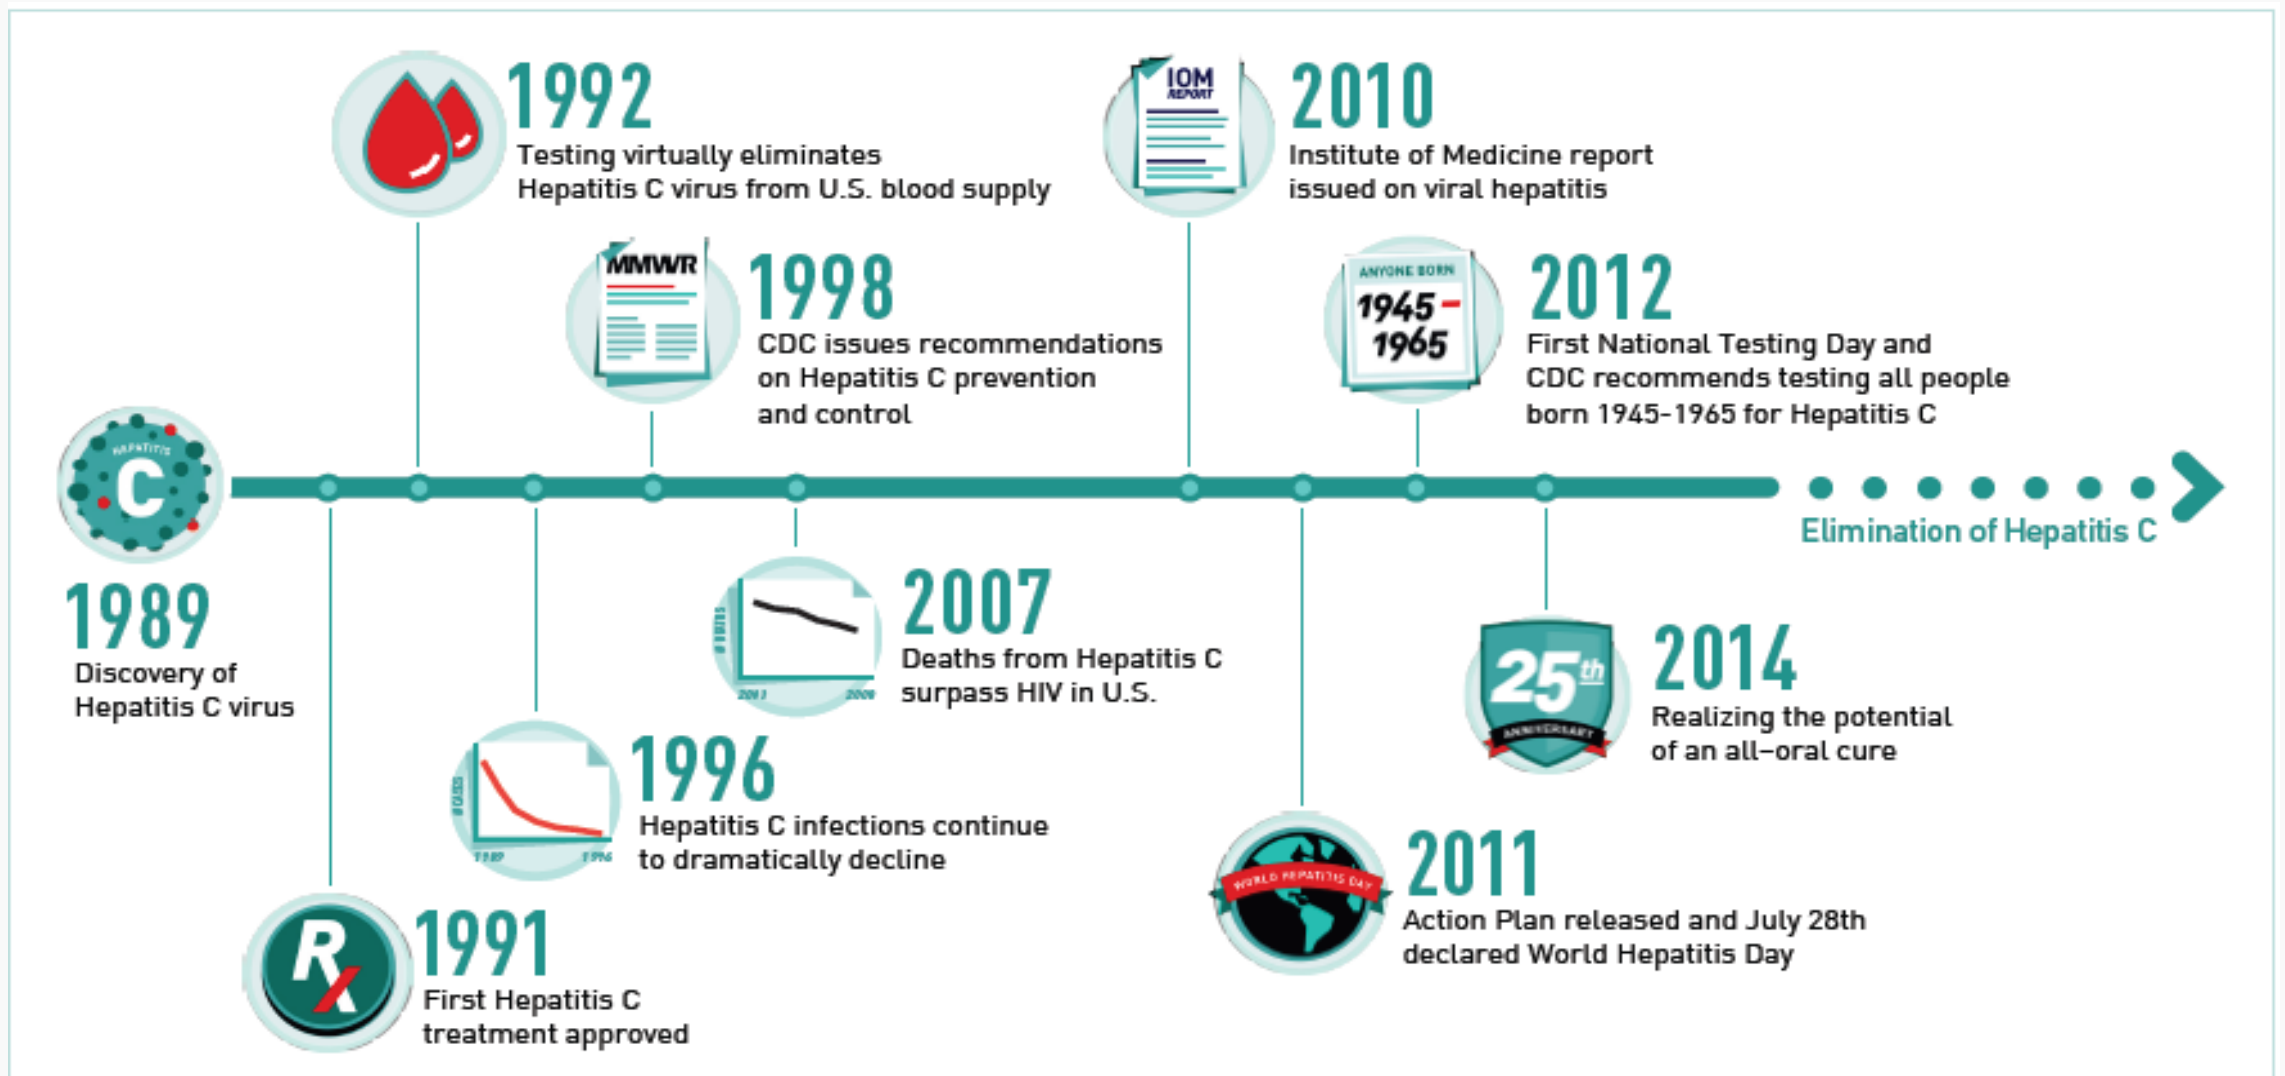 1992
Testing virtually eliminates
Hepatitis C virus from U.S. blood supply
IOM
REPORT
2010
Institute of Medicine report
issued on viral hepatitis
MMWR
1998
CDC issues recommendations
on Hepatitis C prevention
and control
ANYONE BORN
1945-
1965
2012
First National Testing Day and
CDC recommends testing all people
born 1945-1965 for Hepatitis C
HEPATITIS
C
1989
Discovery of
Hepatitis C virus
Elimination of Hepatitis C
2007
Deaths from Hepatitis C
surpass HIV in U.S.
25th
ANNIVERSARY
2014
Realizing the potential
of an all-oral cure
1989
1996
1996
Hepatitis C infections continue
to dramatically decline
WORLD HEPATITIS DAY
2011
Action Plan released and July 28th
declared World Hepatitis Day
Rx
1991
First Hepatitis C
treatment approved